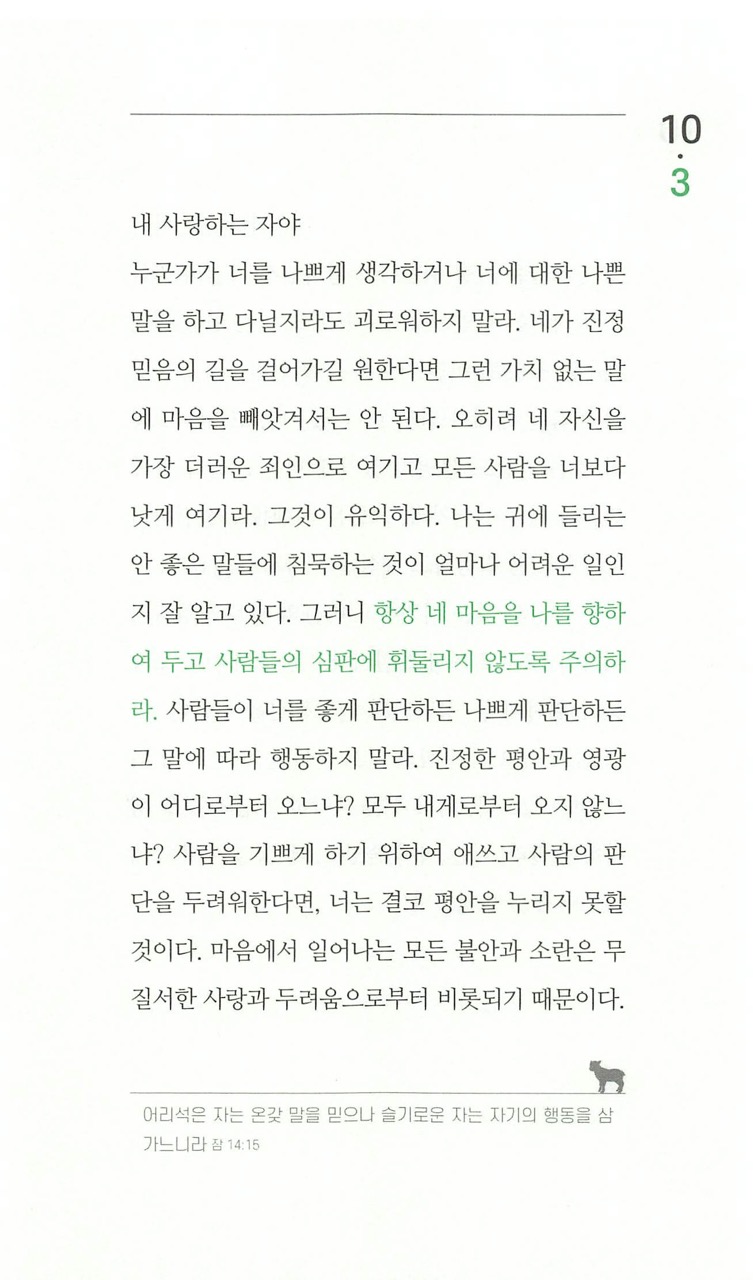 10
·
3
내 사랑하는 자야
누군가가 너를 나쁘게 생각하거나 너에 대한 나쁜
말을 하고 다닐지라도 괴로워하지 말라. 네가 진정
믿음의 길을 걸어가길 원한다면 그런 가치 없는 말
에 마음을 빼앗겨서는 안 된다. 오히려 네 자신을
가장 더러운 죄인으로 여기고 모든 사람을 너보다
낫게 여기라. 그것이 유익하다. 나는 귀에 들리는
안 좋은 말들에 침묵하는 것이 얼마나 어려운 일인
지 잘 알고 있다. 그러니 항상 네 마음을 나를 향하
여 두고 사람들의 심판에 휘둘리지 않도록 주의하
라. 사람들이 너를 좋게 판단하든 나쁘게 판단하든
그 말에 따라 행동하지 말라. 진정한 평안과 영광
이 어디로부터 오느냐? 모두 내게로부터 오지 않느
냐? 사람을 기쁘게 하기 위하여 애쓰고 사람의 판
단을 두려워한다면, 너는 결코 평안을 누리지 못할
것이다. 마음에서 일어나는 모든 불안과 소란은 무
질서한 사랑과 두려움으로부터 비롯되기 때문이다.
어리석은 자는 온갖 말을 믿으나 슬기로운 자는 자기의 행동을 삼
가느니라 잠 14:15